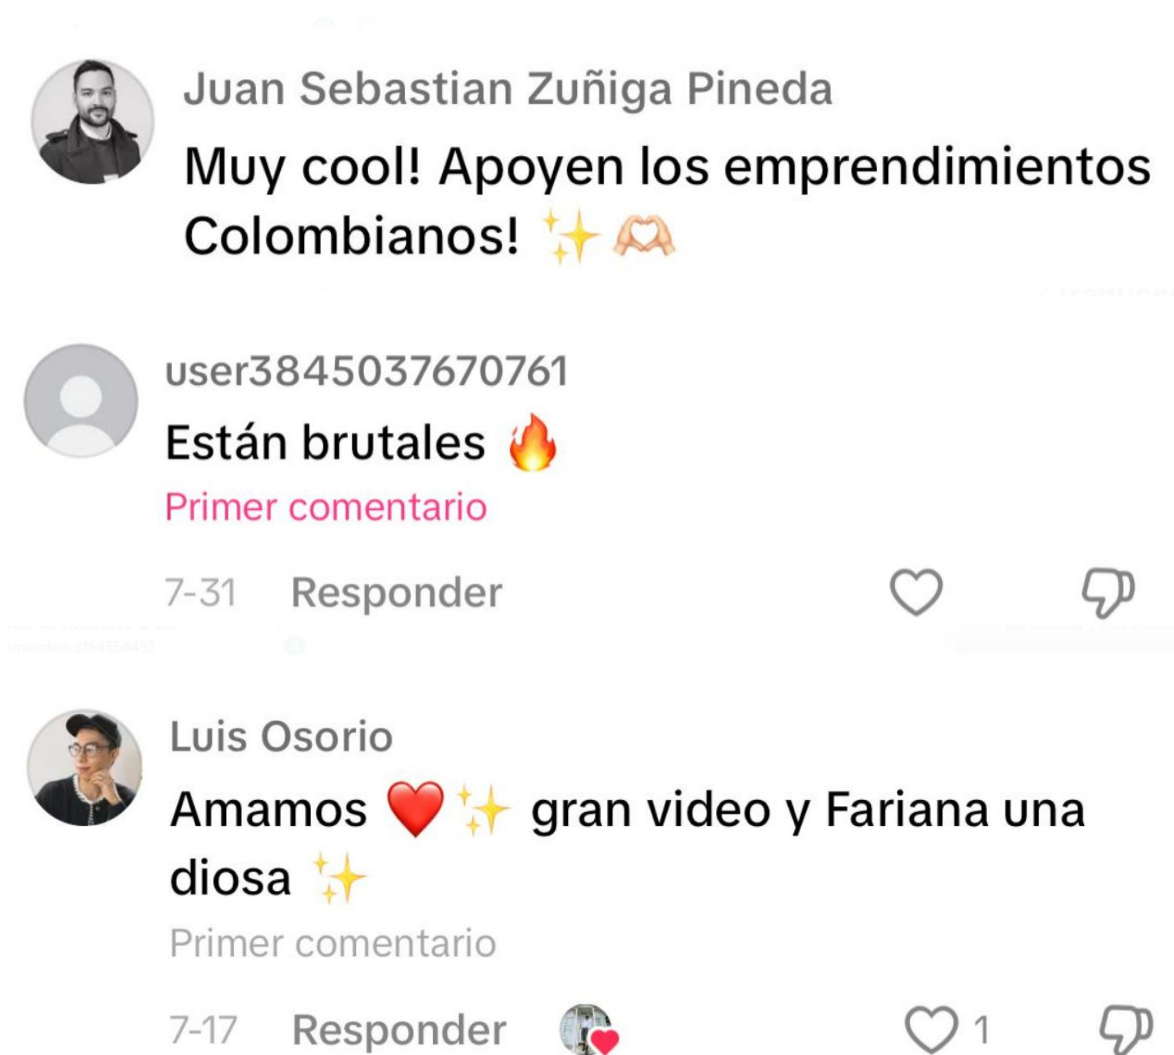 Juan Sebastian Zuñiga Pineda
Muy cool! Apoyen los emprendimientos
Colombianos! ✨🫶🏻
user3845037670761
Están brutales 🔥
Primer comentario
7-31 Responder
Luis Osorio
Amamos ❤️✨ gran video y Fariana una
diosa ✨
Primer comentario
7-17 Responder 1